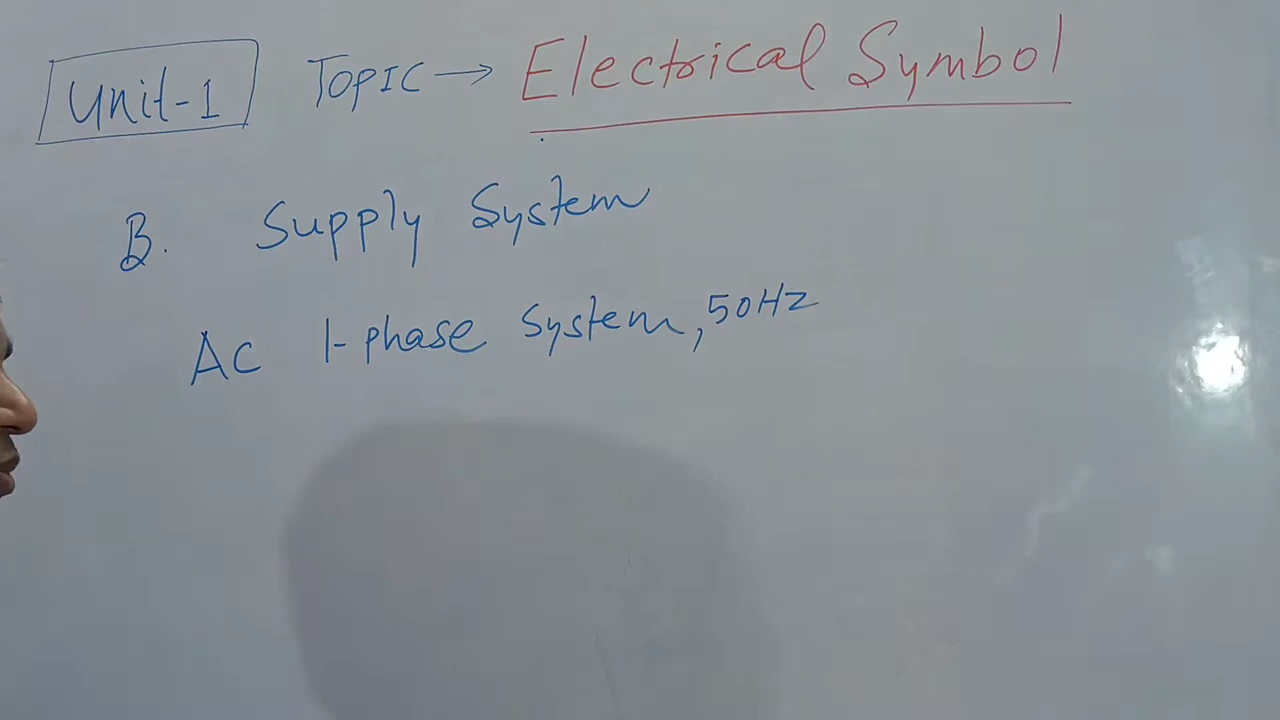 Unit-1 TOPIC → Electrical Symbol
B. Supply System
AC 1-phase System, 50Hz